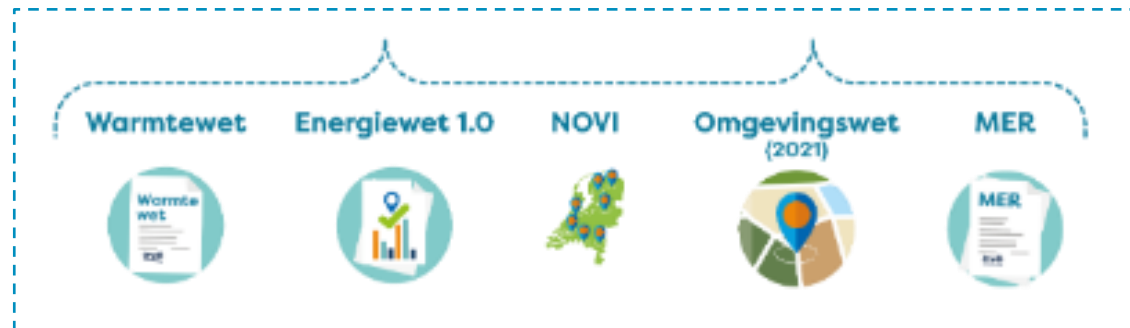 Warmtewet
Energiewet 1.0
NOVI
Omgevingswet
(2021)
MER
Warmte
wet
MER